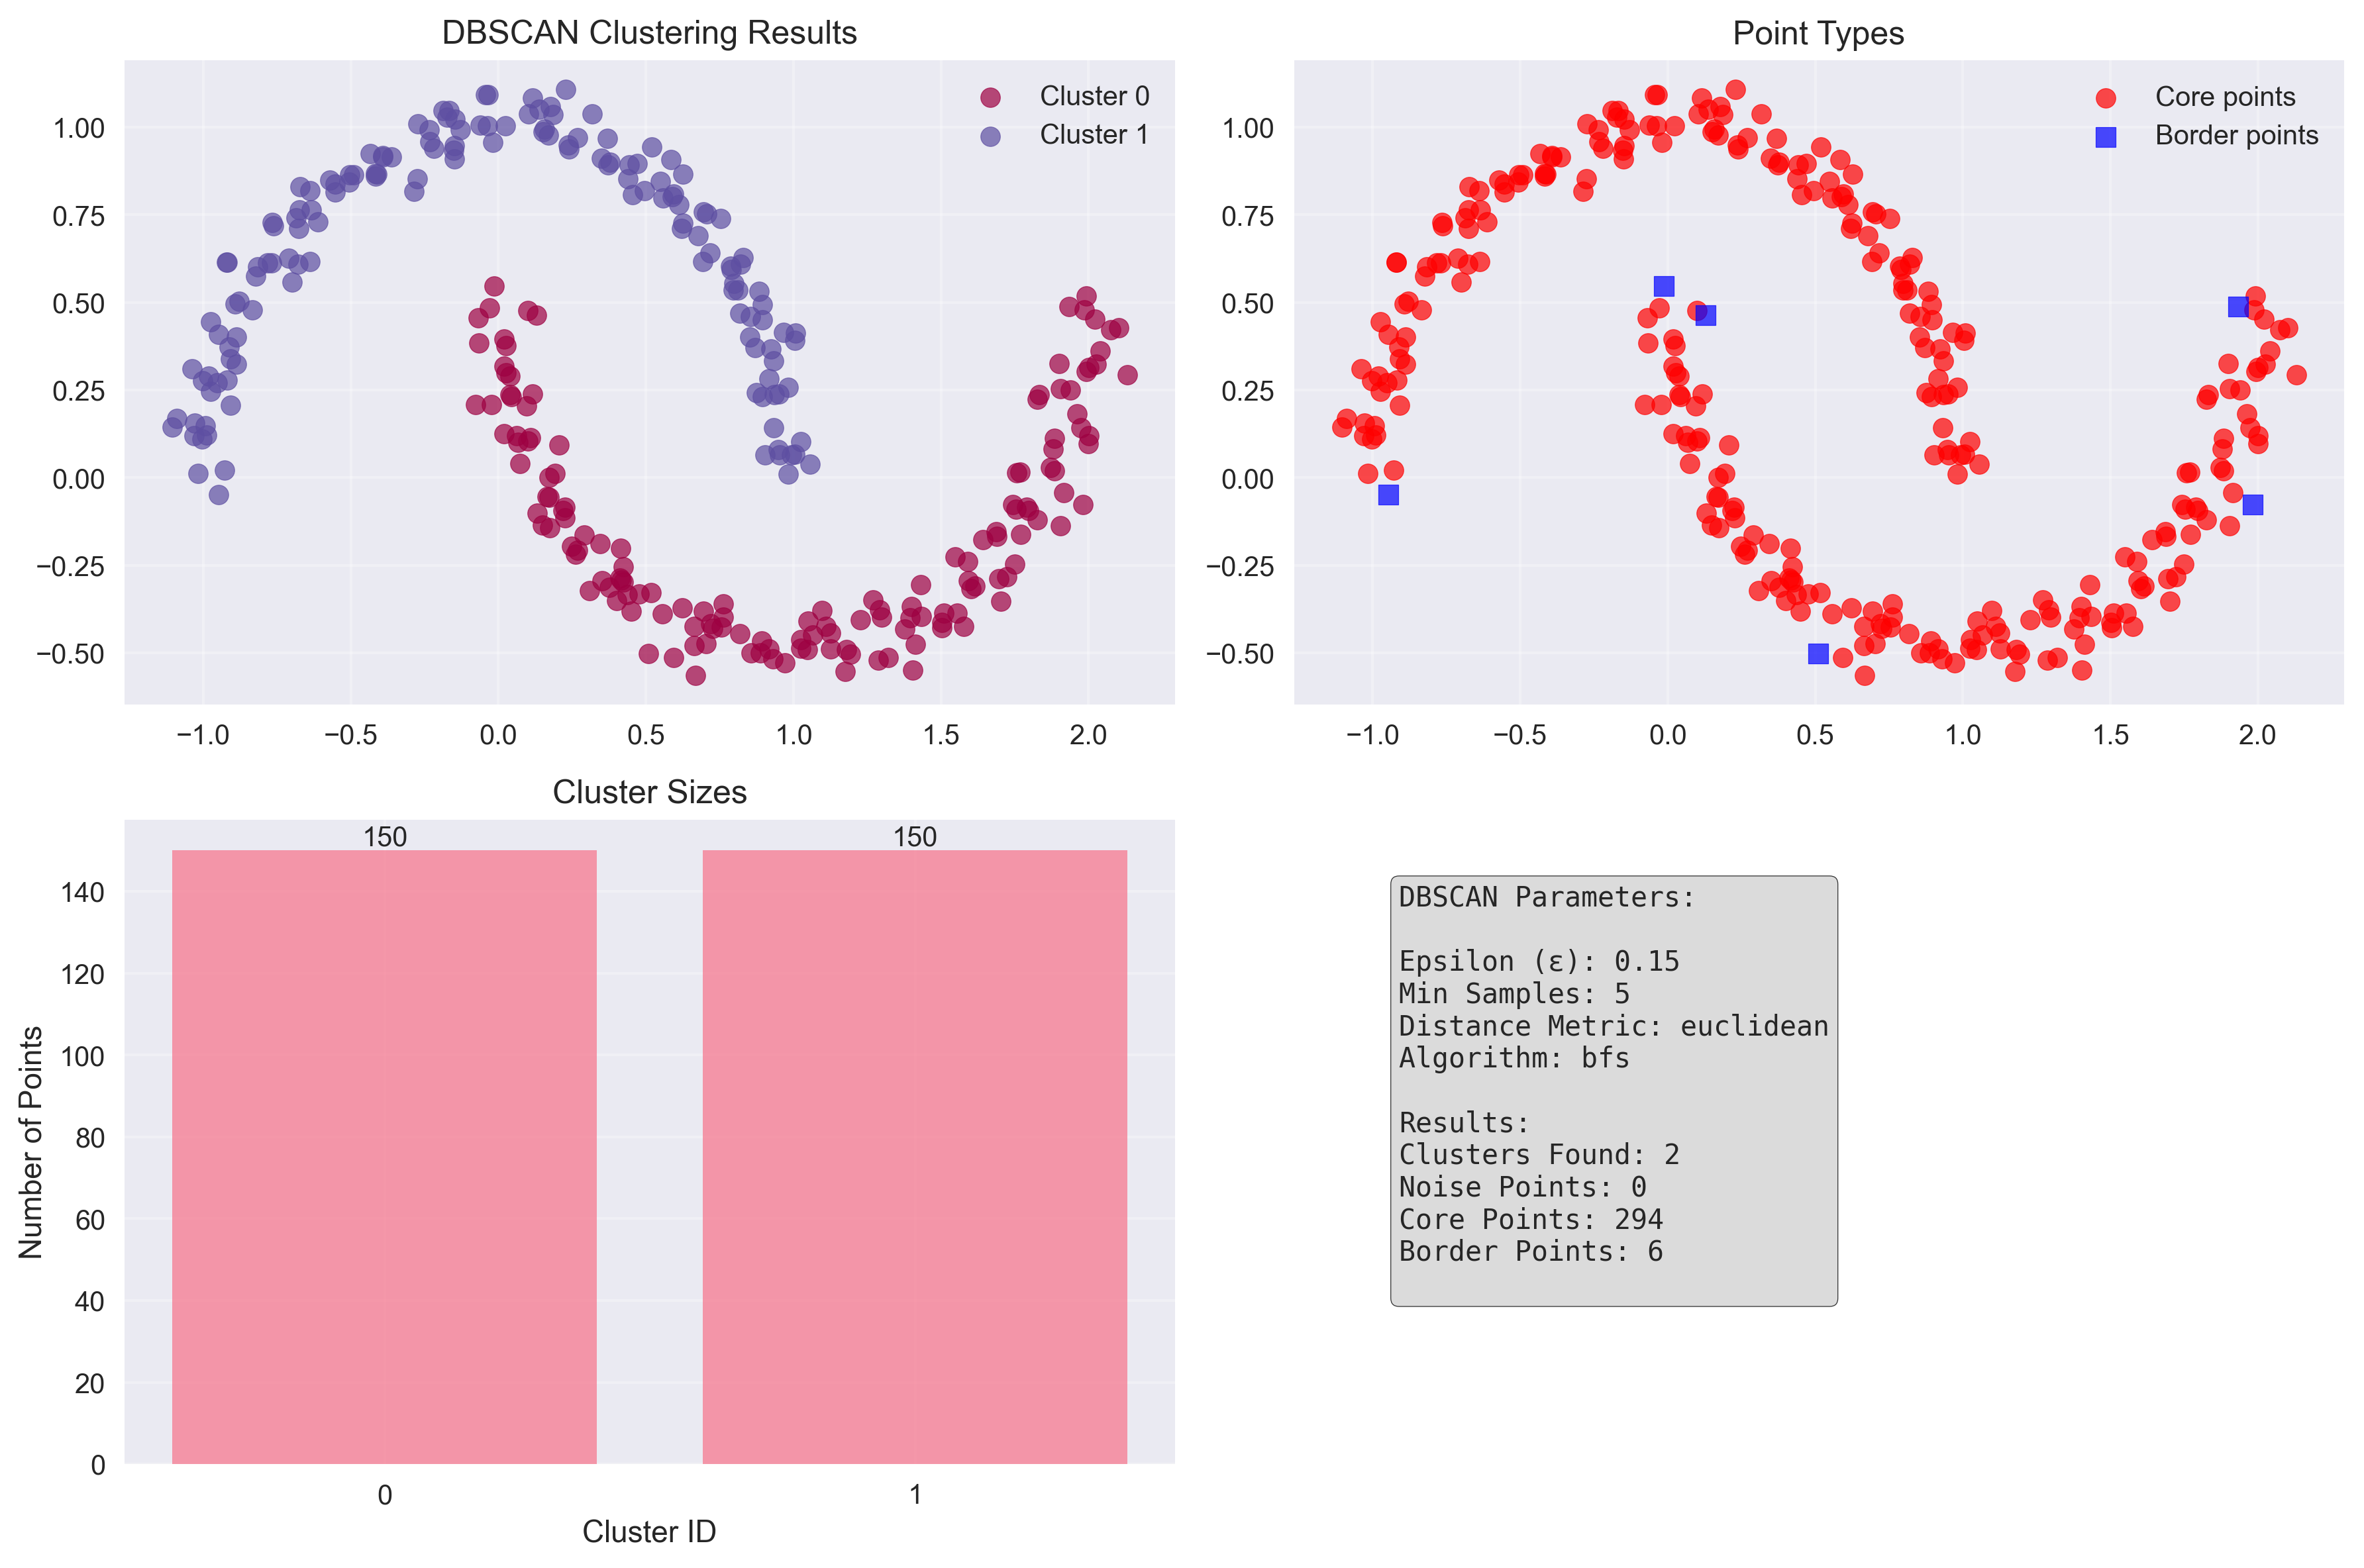 DBSCAN Clustering Results
Cluster 0
Cluster 1
1.00
0.75
0.50
0.25
0.00
−0.25
−0.50
−1.0 −0.5 0.0 0.5 1.0 1.5 2.0
Point Types
Core points
Border points
1.00
0.75
0.50
0.25
0.00
−0.25
−0.50
−1.0 −0.5 0.0 0.5 1.0 1.5 2.0
Cluster Sizes
150 150
Number of Points
140
120
100
80
60
40
20
0
0 1
Cluster ID
DBSCAN Parameters:
Epsilon (ε): 0.15
Min Samples: 5
Distance Metric: euclidean
Algorithm: bfs
Results:
Clusters Found: 2
Noise Points: 0
Core Points: 294
Border Points: 6